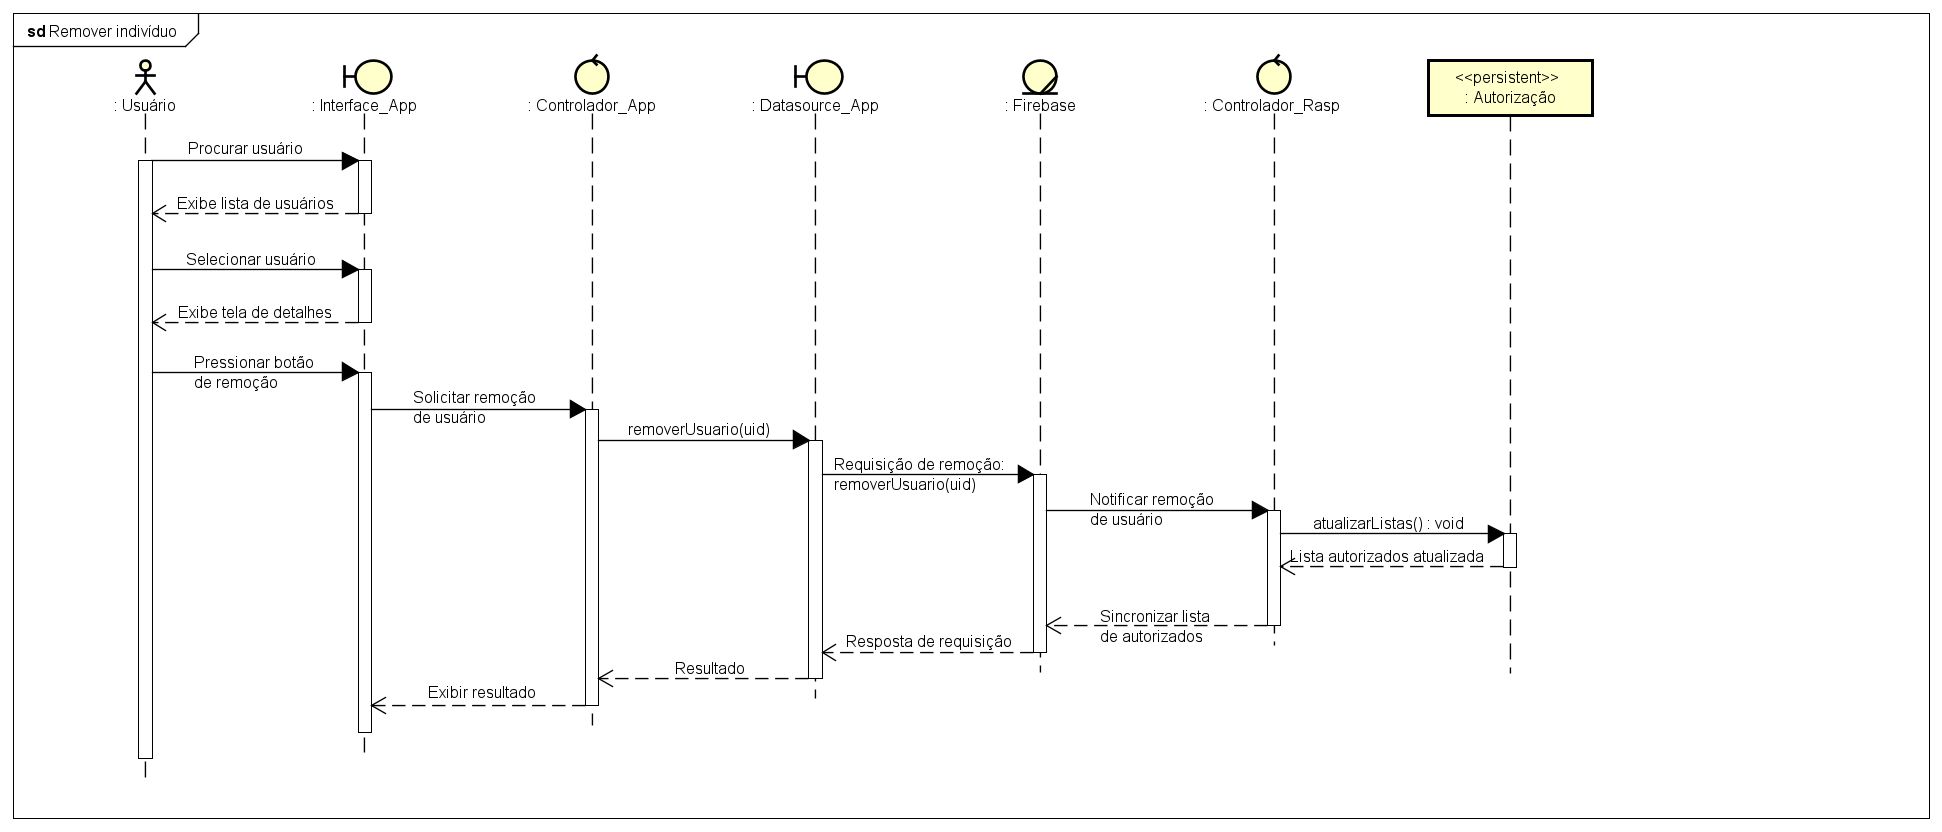 sd Remover indivíduo
: Usuário
: Interface_App
: Controlador_App
: Datasource_App
: Firebase
: Controlador_Rasp
<<persistent>>
: Autorização
Procurar usuário
Exibe lista de usuários
Selecionar usuário
Exibe tela de detalhes
Pressionar botão
de remoção
Solicitar remoção
de usuário
removerUsuario(uid)
Requisição de remoção:
removerUsuario(uid)
Notificar remoção
de usuário
atualizarListas() : void
Lista autorizados atualizada
Sincronizar lista
de autorizados
Resposta de requisição
Resultado
Exibir resultado